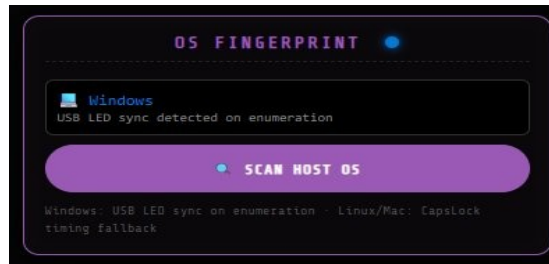 OS FINGERPRINT
Windows
USB LED sync detected on enumeration
SCAN HOST OS
Windows: USB LED sync on enumeration · Linux/Mac: CapsLock
timing fallback